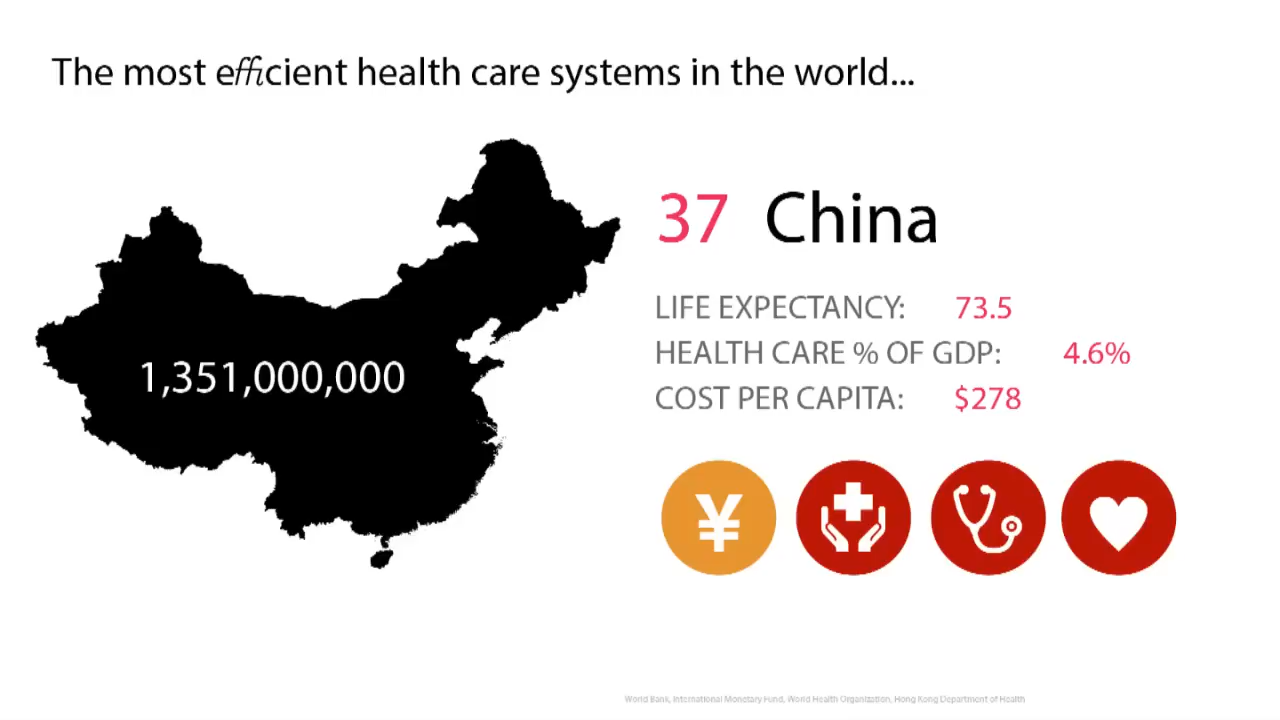 The most efficient health care systems in the world...
37 China
LIFE EXPECTANCY: 73.5
HEALTH CARE % OF GDP: 4.6%
1,351,000,000
COST PER CAPITA: $278
¥
World Bank, International Monetary Fund, World Health Organization, Hong Kong Department of Health